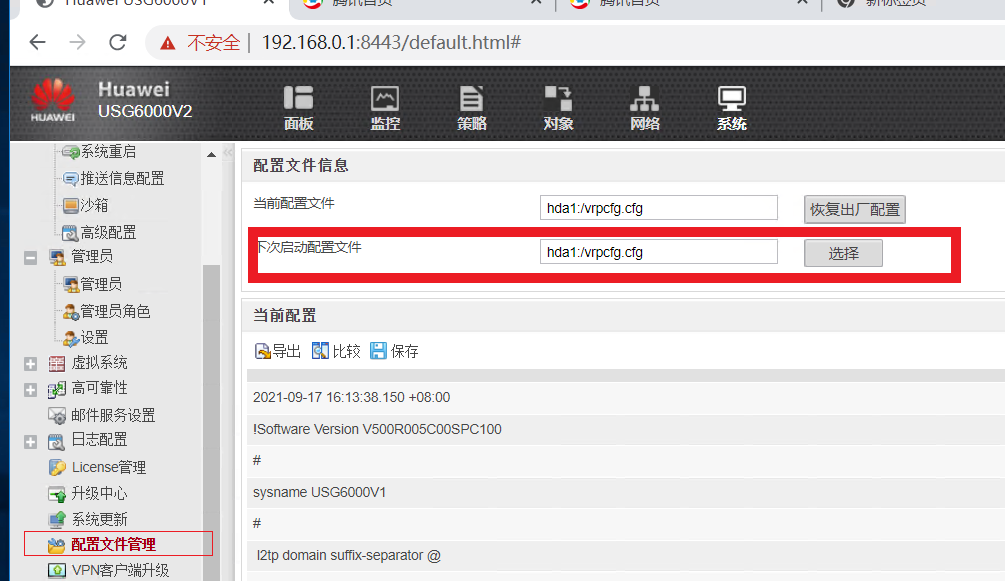 Huawei USG6000V1
腾讯首页
腾讯首页
新标签页
不安全 | 192.168.0.1:8443/default.html#
HUAWEI
Huawei
USG6000V2
面板
监控
策略
对象
网络
系统
系统重启
推送信息配置
沙箱
高级配置
管理员
管理员
管理员角色
设置
虚拟系统
高可靠性
邮件服务设置
日志配置
License管理
升级中心
系统更新
配置文件管理
VPN客户端升级
配置文件信息
当前配置文件 hda1:/vrpcfg.cfg 恢复出厂配置
下次启动配置文件 hda1:/vrpcfg.cfg 选择
当前配置
导出 比较 保存
2021-09-17 16:13:38.150 +08:00
!Software Version V500R005C00SPC100
#
sysname USG6000V1
#
l2tp domain suffix-separator @